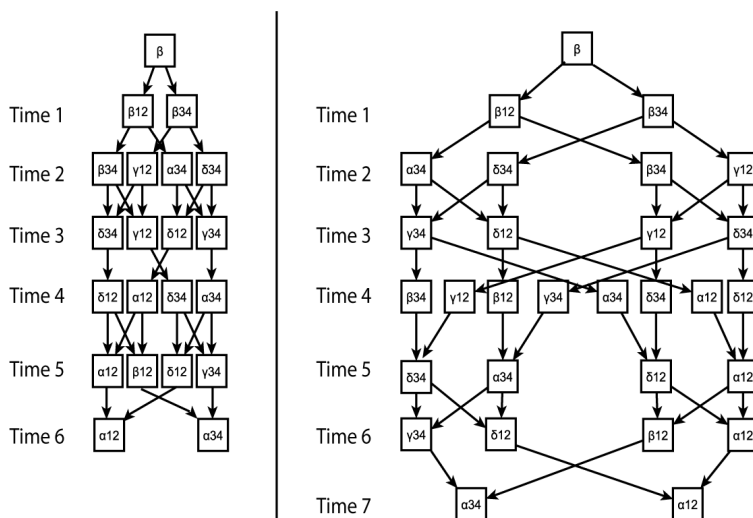 β
Time 1 β12 β34
Time 2 β34 γ12 α34 δ34
Time 3 δ34 γ12 δ12 γ34
Time 4 δ12 α12 δ34 α34
Time 5 α12 β12 δ12 γ34
Time 6 α12 α34
β
Time 1 β12 β34
Time 2 α34 δ34 β34 γ12
Time 3 γ34 δ12 γ12 δ34
Time 4 β34 γ12 β12 γ34 α34 δ34 α12 δ12
Time 5 δ34 α34 δ12 α12
Time 6 γ34 δ12 β12 α12
Time 7 α34 α12